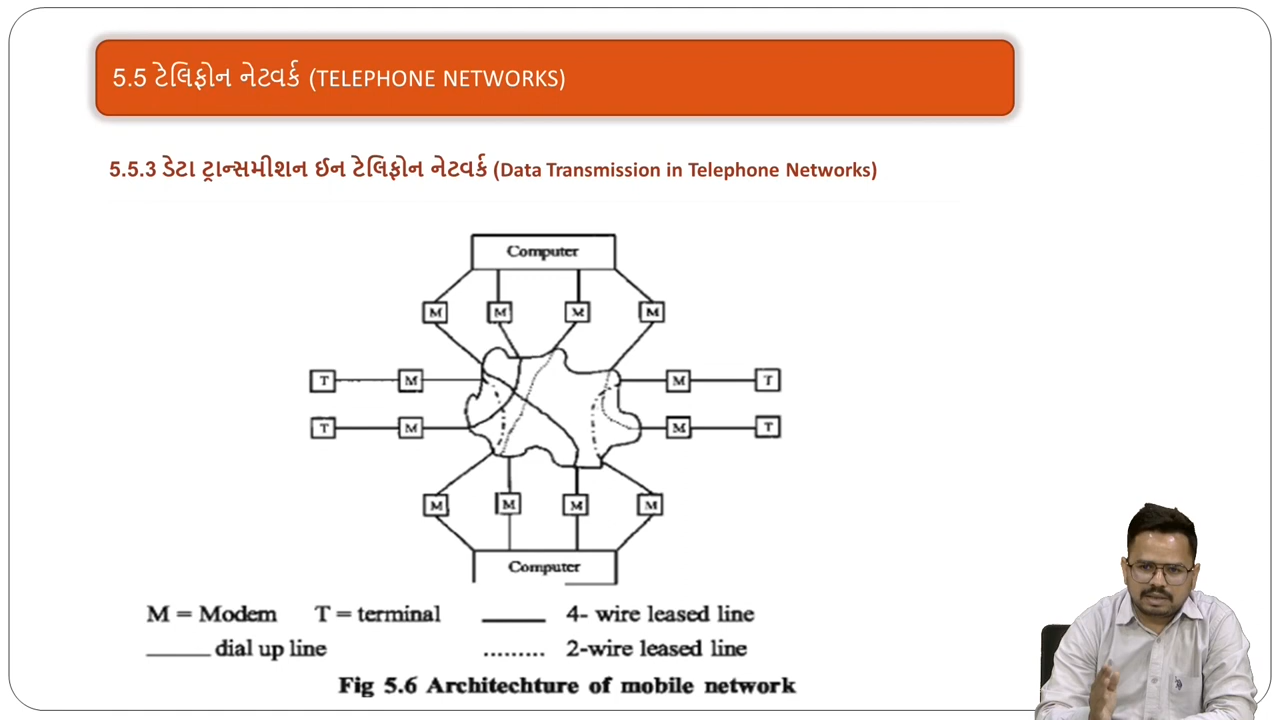 5.5 ટેલિફોન નેટવર્ક (TELEPHONE NETWORKS)
5.5.3 ડેટા ટ્રાન્સમીશન ઈન ટેલિફોન નેટવર્ક (Data Transmission in Telephone Networks)
Computer
M M M M
T M M T
T M M T
M M M M
Computer
M = Modem T = terminal ______ 4- wire leased line
______ dial up line ......... 2-wire leased line
Fig 5.6 Architechture of mobile network